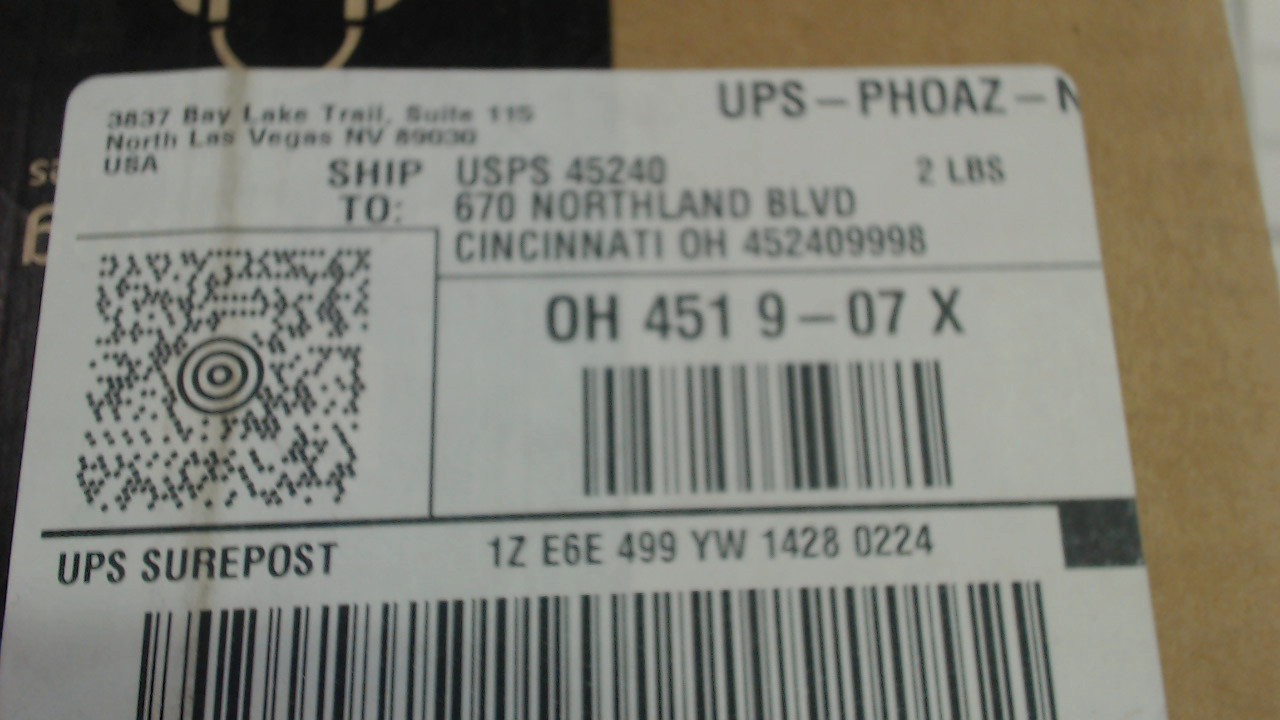 3837 Bay Lake Trail, Suite 115
North Las Vegas NV 89030
USA
UPS – PHOAZ – N
2 LBS
SHIP TO:
USPS 45240
670 NORTHLAND BLVD
CINCINNATI OH 452409998
OH 451 9 – 07 X
UPS SUREPOST
1Z E6E 499 YW 1428 0224